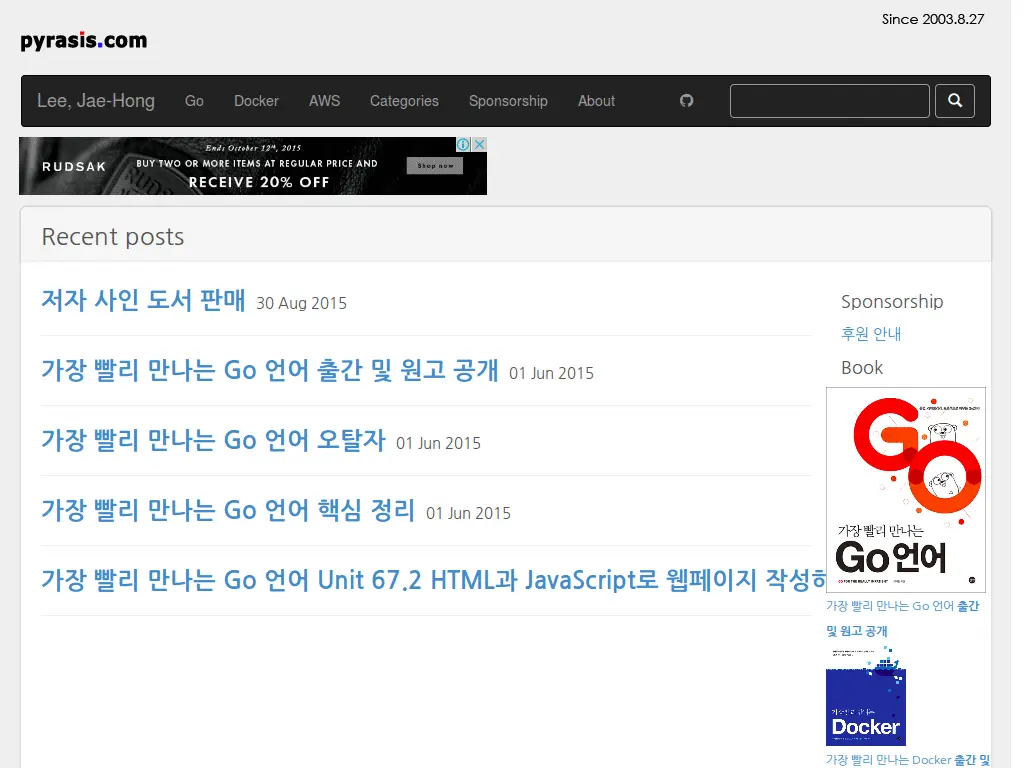 Since 2003.8.27
pyrasis.com
Lee, Jae-Hong Go Docker AWS Categories Sponsorship About
RUDSAK
Ends October 12th, 2015
BUY TWO OR MORE ITEMS AT REGULAR PRICE AND
RECEIVE 20% OFF
Shop now
Recent posts
저자 사인 도서 판매 30 Aug 2015
가장 빨리 만나는 Go 언어 출간 및 원고 공개 01 Jun 2015
가장 빨리 만나는 Go 언어 오탈자 01 Jun 2015
가장 빨리 만나는 Go 언어 핵심 정리 01 Jun 2015
가장 빨리 만나는 Go 언어 Unit 67.2 HTML과 JavaScript로 웹페이지 작성하
Sponsorship
후원 안내
Book
GO
가장 빨리 만나는
Go 언어
가장 빨리 만나는 Go 언어 출간
및 원고 공개
가장 빨리 만나는
Docker
가장 빨리 만나는 Docker 출간 및